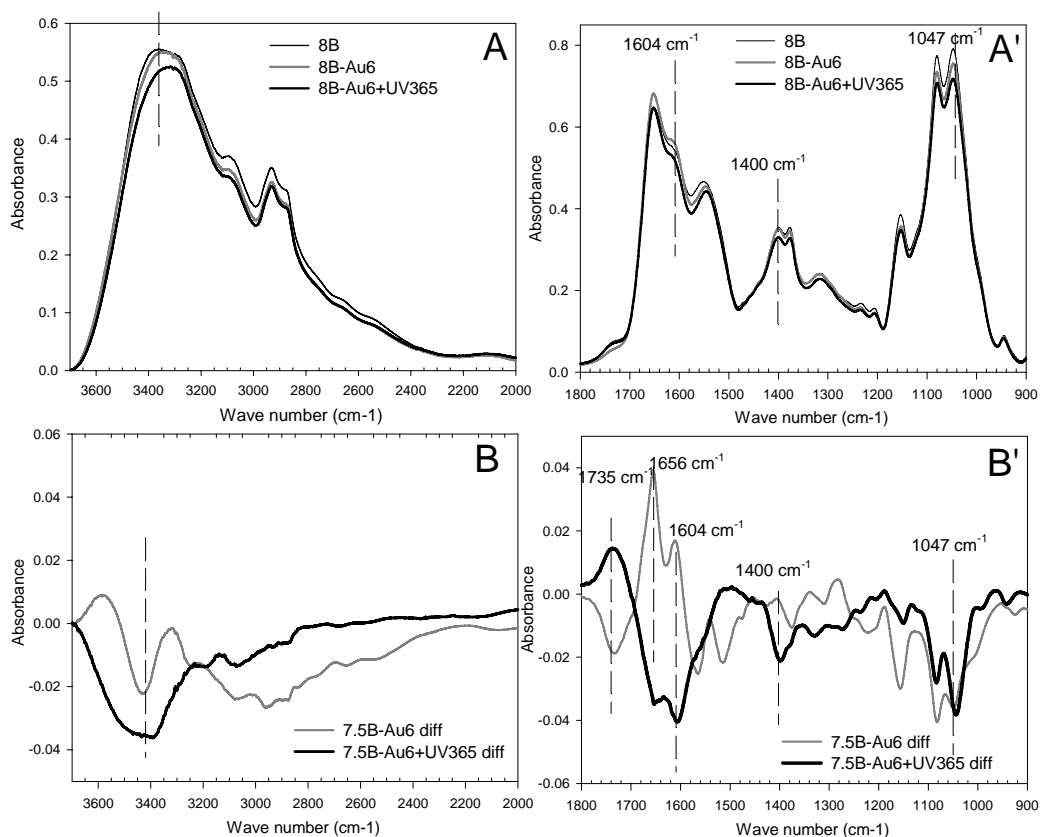 A
8B
8B-Au6
8B-Au6+UV365
Absorbance
0.6
0.5
0.4
0.3
0.2
0.1
0.0
3600 3400 3200 3000 2800 2600 2400 2200 2000
Wave number (cm-1)
A'
8B
8B-Au6
8B-Au6+UV365
1604 cm-1
1047 cm-1
1400 cm-1
Absorbance
0.8
0.6
0.4
0.2
0.0
1800 1700 1600 1500 1400 1300 1200 1100 1000 900
Wave number (cm-1)
B
Absorbance
0.06
0.04
0.02
0.00
-0.02
-0.04
7.5B-Au6 diff
7.5B-Au6+UV365 diff
3600 3400 3200 3000 2800 2600 2400 2200 2000
Wave number (cm-1)
B'
1735 cm-1
1656 cm-1
1604 cm-1
1400 cm-1
1047 cm-1
Absorbance
0.04
0.02
0.00
-0.02
-0.04
-0.06
7.5B-Au6 diff
7.5B-Au6+UV365 diff
1800 1700 1600 1500 1400 1300 1200 1100 1000 900
Wave number (cm-1)